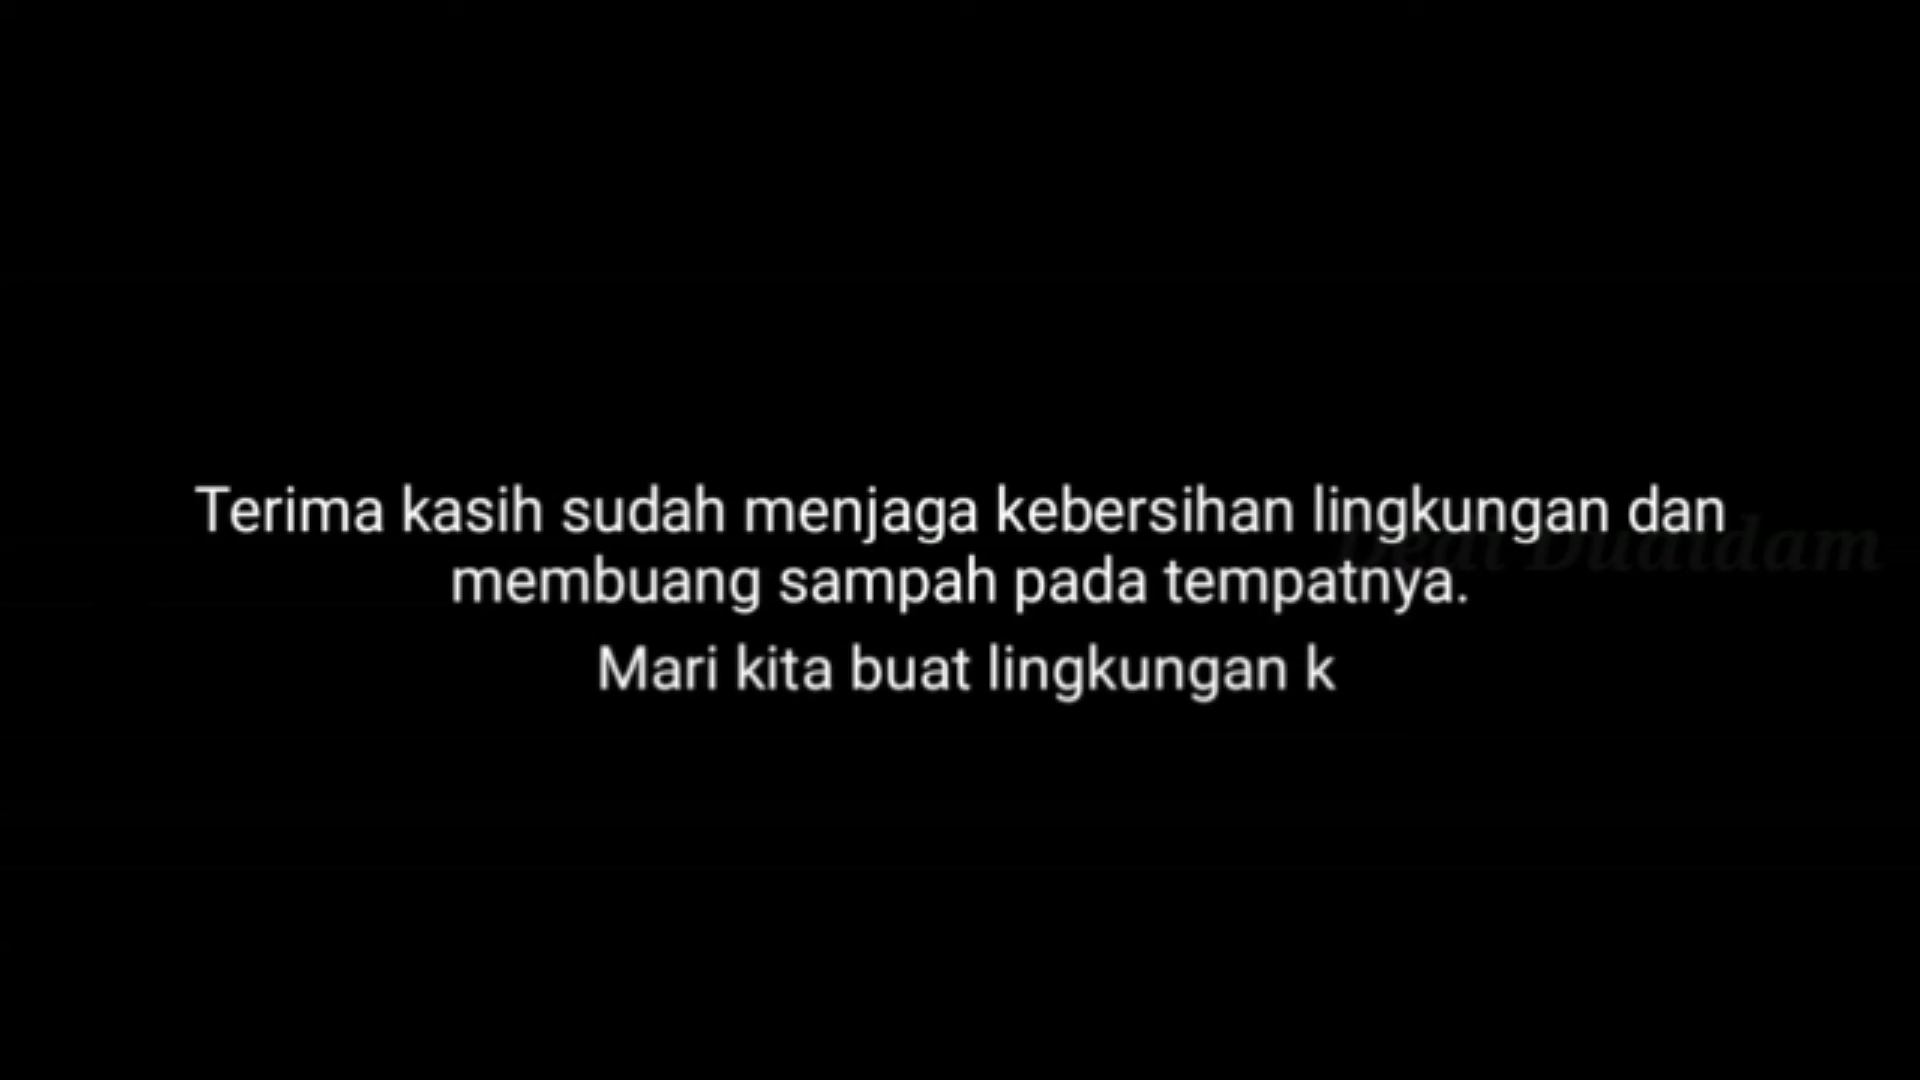 Terima kasih sudah menjaga kebersihan lingkungan dan
membuang sampah pada tempatnya.
Mari kita buat lingkungan k